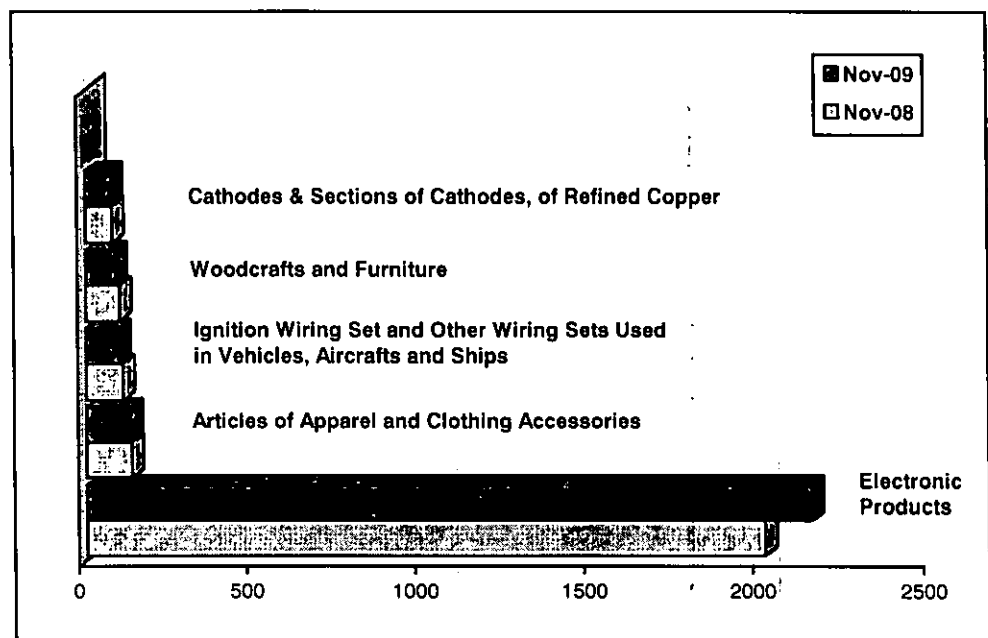 Nov-09
Nov-08
Cathodes & Sections of Cathodes, of Refined Copper
Woodcrafts and Furniture
Ignition Wiring Set and Other Wiring Sets Used
in Vehicles, Aircrafts and Ships
Articles of Apparel and Clothing Accessories
Electronic
Products
0 500 1000 1500 2000 2500